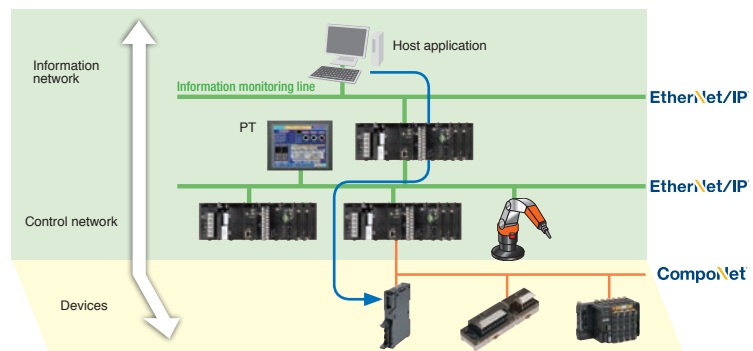 Host application
Information
network
Information monitoring line
EtherNet/IP
PT
EtherNet/IP
Control network
CompoNet
Devices